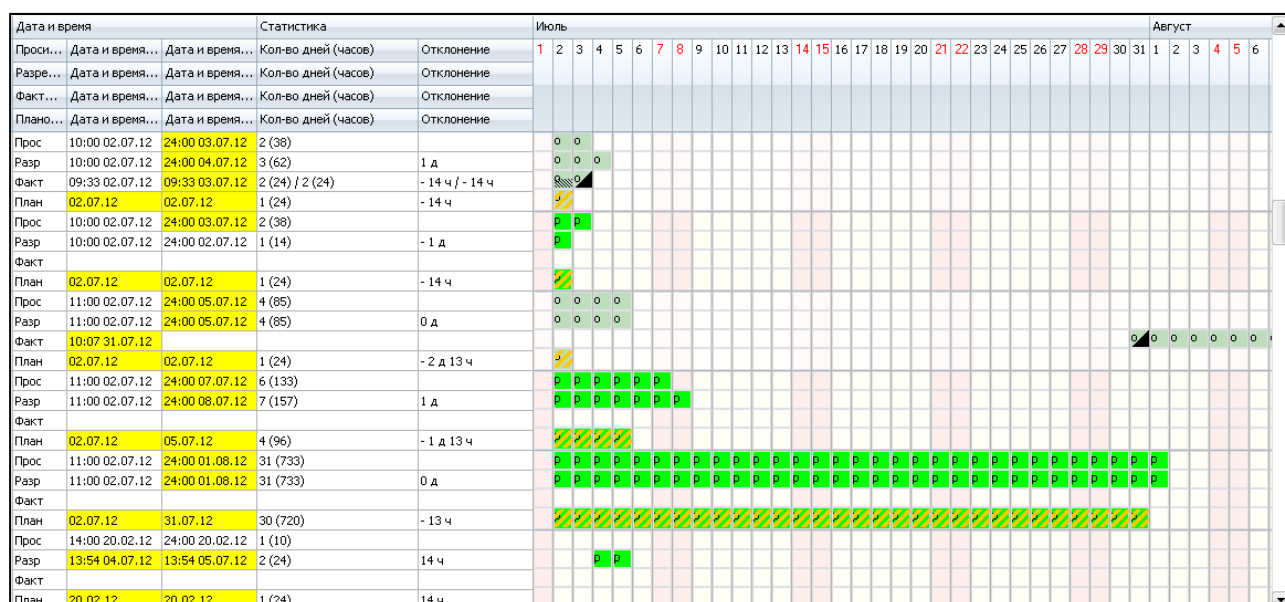 Дата и время Статистика Июль Август
Проси... Дата и время... Дата и время... Кол-во дней (часов) Отклонение 1 2 3 4 5 6 7 8 9 10 11 12 13 14 15 16 17 18 19 20 21 22 23 24 25 26 27 28 29 30 31 1 2 3 4 5 6
Разре... Дата и время... Дата и время... Кол-во дней (часов) Отклонение
Факт... Дата и время... Дата и время... Кол-во дней (часов) Отклонение
Плано... Дата и время... Дата и время... Кол-во дней (часов) Отклонение
Прос 10:00 02.07.12 24:00 03.07.12 2 (38) о о
Разр 10:00 02.07.12 24:00 04.07.12 3 (62) 1 д о о о
Факт 09:33 02.07.12 09:33 03.07.12 2 (24) / 2 (24) - 14 ч / - 14 ч о о
План 02.07.12 02.07.12 1 (24) - 14 ч
Прос 10:00 02.07.12 24:00 03.07.12 2 (38) р р
Разр 10:00 02.07.12 24:00 02.07.12 1 (14) - 1 д р
Факт
План 02.07.12 02.07.12 1 (24) - 14 ч
Прос 11:00 02.07.12 24:00 05.07.12 4 (85) о о о о
Разр 11:00 02.07.12 24:00 05.07.12 4 (85) 0 д о о о о
Факт 10:07 31.07.12 о о о о о о о
План 02.07.12 02.07.12 1 (24) - 2 д 13 ч
Прос 11:00 02.07.12 24:00 07.07.12 6 (133) р р р р р р
Разр 11:00 02.07.12 24:00 08.07.12 7 (157) 1 д р р р р р р р
Факт
План 02.07.12 05.07.12 4 (96) - 1 д 13 ч
Прос 11:00 02.07.12 24:00 01.08.12 31 (733) р р р р р р р р р р р р р р р р р р р р р р р р р р р р р р р
Разр 11:00 02.07.12 24:00 01.08.12 31 (733) 0 д р р р р р р р р р р р р р р р р р р р р р р р р р р р р р р р
Факт
План 02.07.12 31.07.12 30 (720) - 13 ч
Прос 14:00 20.02.12 24:00 20.02.12 1 (10)
Разр 13:54 04.07.12 13:54 05.07.12 2 (24) 14 ч р р
Факт
План 20.02.12 20.02.12 1 (24) 14 ч